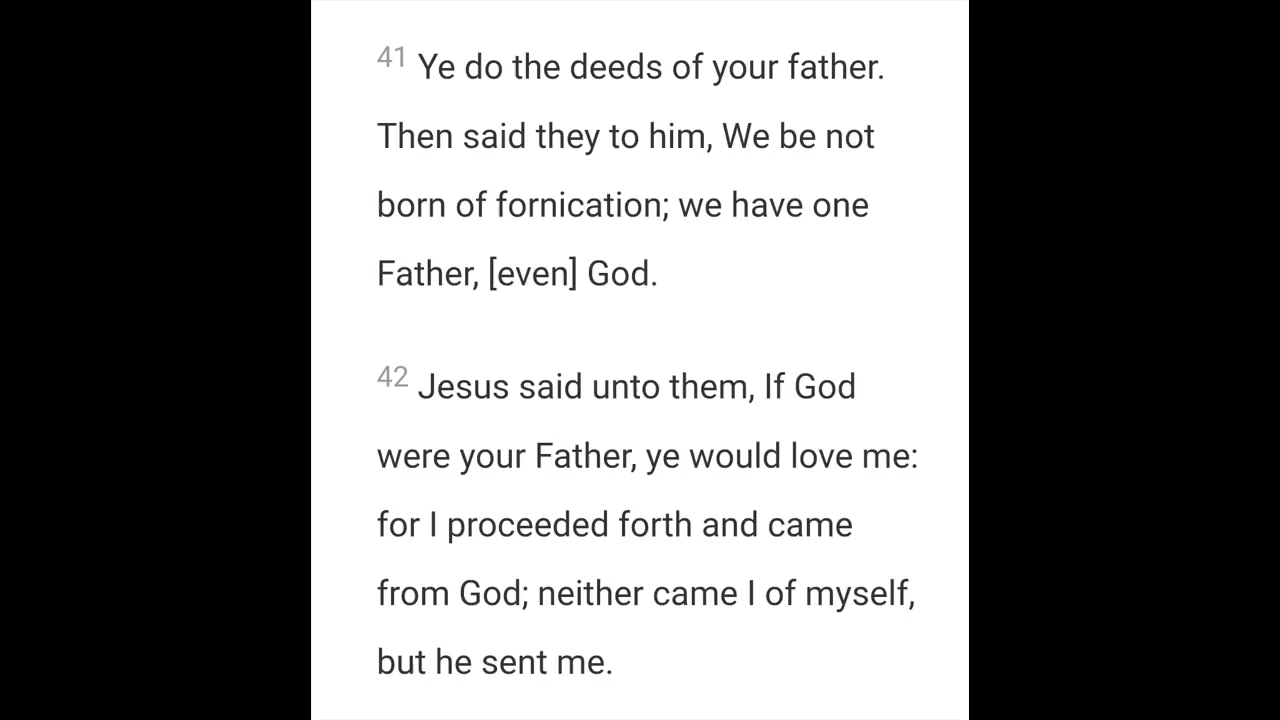 41 Ye do the deeds of your father.
Then said they to him, We be not
born of fornication; we have one
Father, [even] God.
42 Jesus said unto them, If God
were your Father, ye would love me:
for I proceeded forth and came
from God; neither came I of myself,
but he sent me.